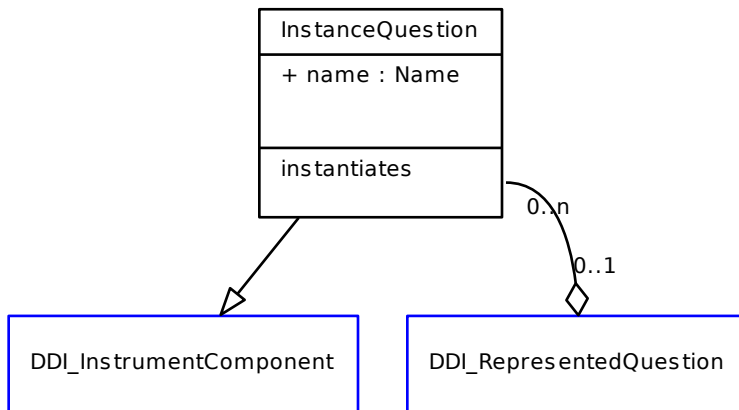 InstanceQuestion
+ name : Name
instantiates
0..n
0..1
DDI_InstrumentComponent
DDI_RepresentedQuestion